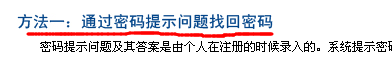 方法一：通过密码提示问题找回密码
密码提示问题及其答案是由个人在注册的时候录入的。系统提示密